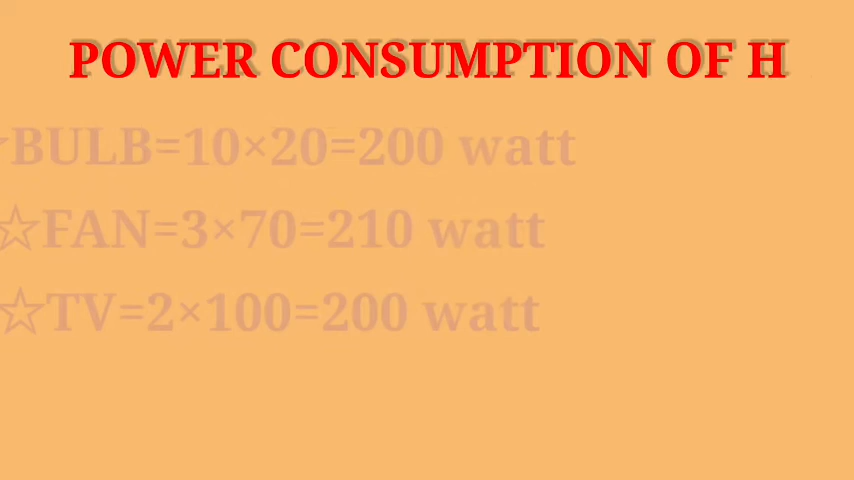 POWER CONSUMPTION OF H
☆BULB=10×20=200 watt
☆FAN=3×70=210 watt
☆TV=2×100=200 watt